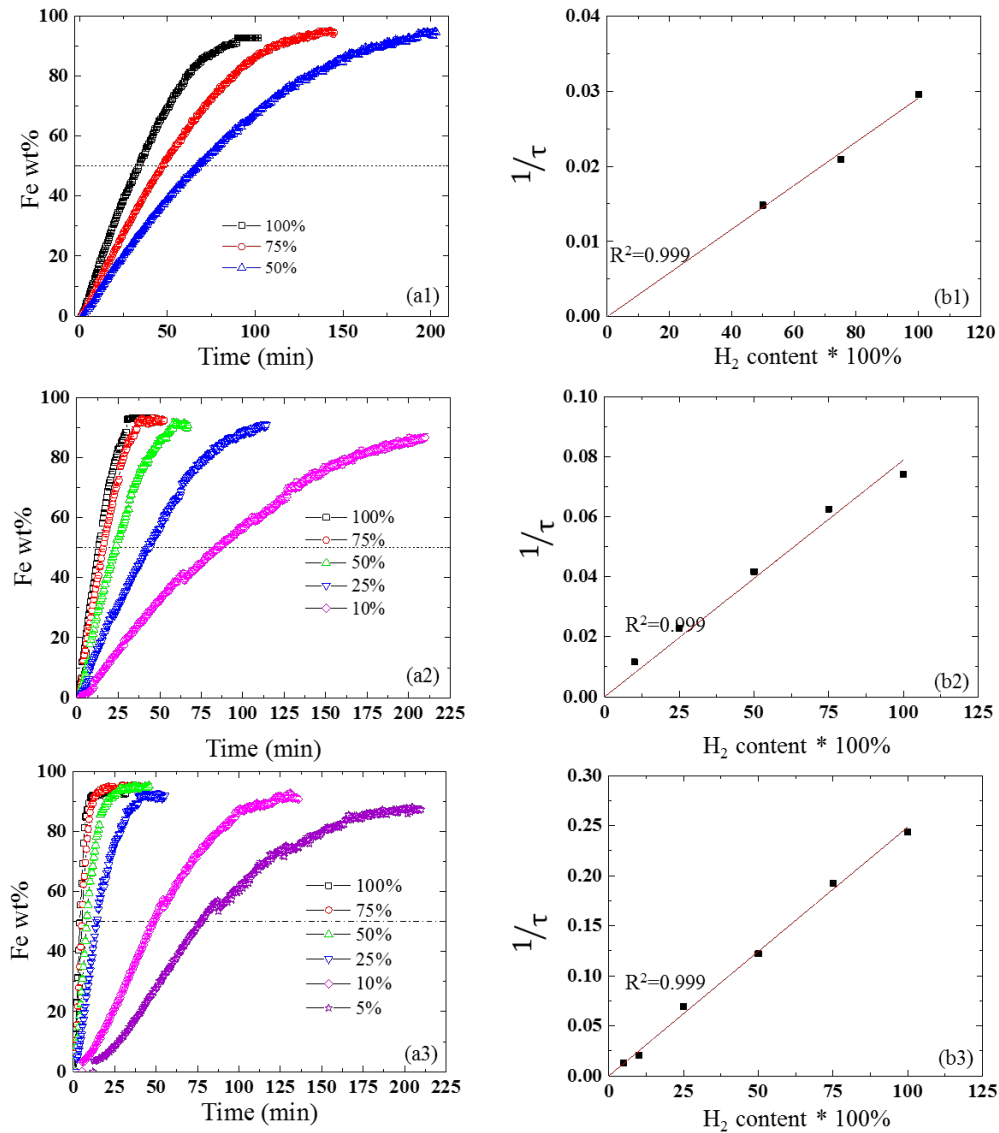 100
80
60
40
20
0
Fe wt%
100%
75%
50%
(a1)
0 50 100 150 200
Time (min)
0.04
0.03
0.02
0.01
0.00
1/τ
R²=0.999
(b1)
0 20 40 60 80 100 120
H₂ content * 100%
100
80
60
40
20
0
Fe wt%
100%
75%
50%
25%
10%
(a2)
0 25 50 75 100 125 150 175 200 225
Time (min)
0.10
0.08
0.06
0.04
0.02
0.00
1/τ
R²=0.999
(b2)
0 25 50 75 100 125
H₂ content * 100%
100
80
60
40
20
0
Fe wt%
100%
75%
50%
25%
10%
5%
(a3)
0 25 50 75 100 125 150 175 200 225
Time (min)
0.30
0.25
0.20
0.15
0.10
0.05
0.00
1/τ
R²=0.999
(b3)
0 25 50 75 100 125
H₂ content * 100%